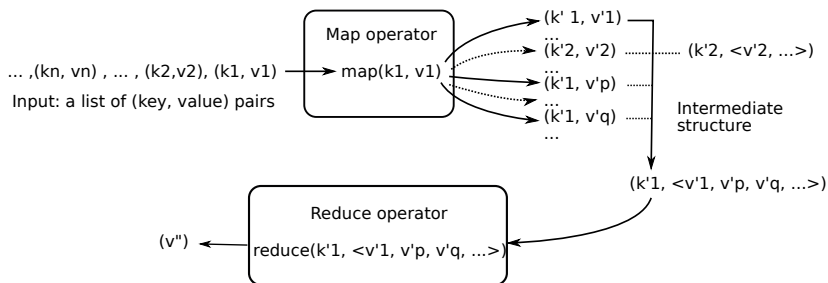 Map operator
... ,(kn, vn) , ... , (k2,v2), (k1, v1)
map(k1, v1)
Input: a list of (key, value) pairs
(k' 1, v'1)
...
(k'2, v'2)
(k'2, <v'2, ...>)
...
(k'1, v'p)
...
(k'1, v'q)
...
Intermediate
structure
(k'1, <v'1, v'p, v'q, ...>)
Reduce operator
(v")
reduce(k'1, <v'1, v'p, v'q, ...>)